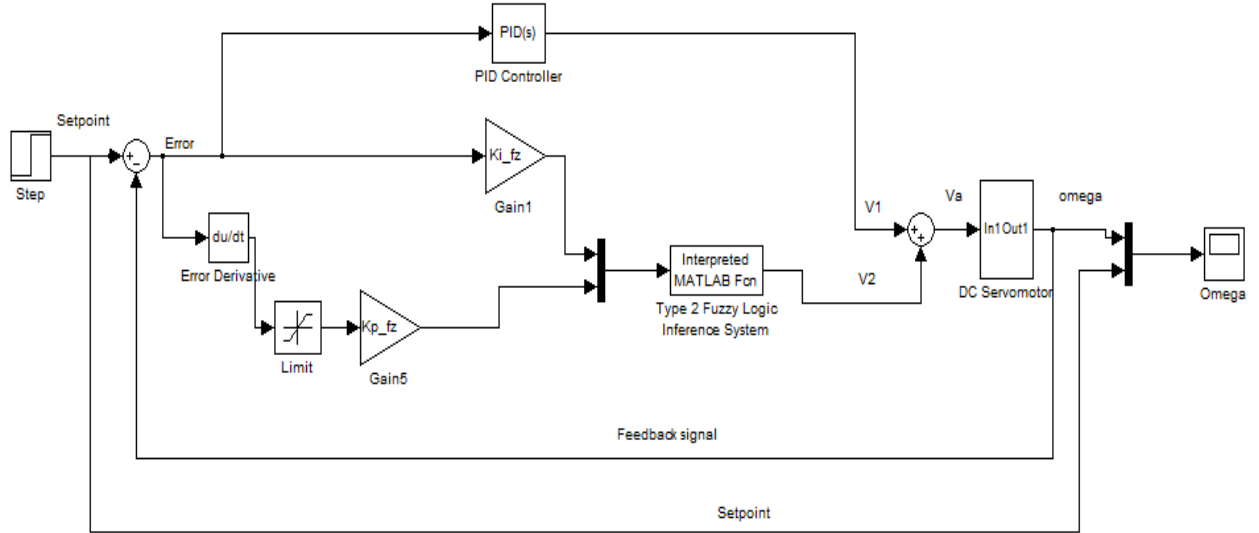 PID(s)
PID Controller
Setpoint
+
−
Error
Step
Ki_fz
Gain1
du/dt
Error Derivative
Limit
Kp_fz
Gain5
Interpreted
MATLAB Fcn
Type 2 Fuzzy Logic
Inference System
V1
V2
+
+
Va
In1Out1
DC Servomotor
omega
Omega
Feedback signal
Setpoint